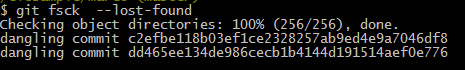 $ git fsck --lost-found
Checking object directories: 100% (256/256), done.
dangling commit c2efbe118b03ef1ce2328257ab9ed4e9a7046df8
dangling commit dd465ee134de986cecb1b4144d191514aef0e776